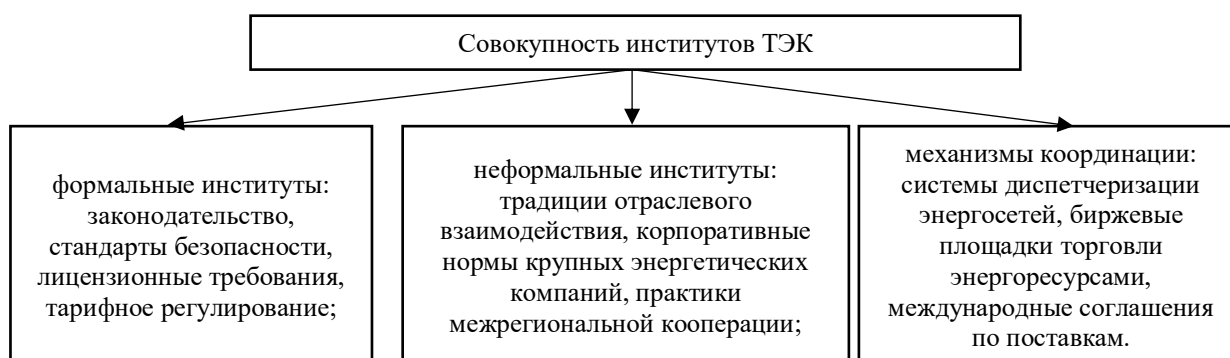 Совокупность институтов ТЭК
формальные институты:
законодательство,
стандарты безопасности,
лицензионные требования,
тарифное регулирование;
неформальные институты:
традиции отраслевого
взаимодействия, корпоративные
нормы крупных энергетических
компаний, практики
межрегиональной кооперации;
механизмы координации:
системы диспетчеризации
энергосетей, биржевые
площадки торговли
энергоресурсами,
международные соглашения
по поставкам.